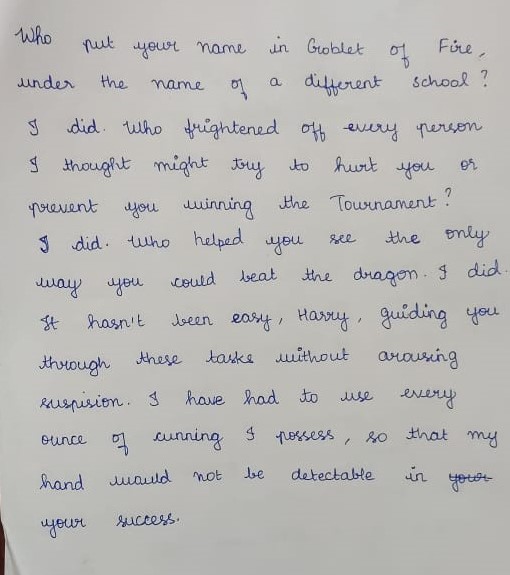 Who put your name in Goblet of Fire,
under the name of a different school?
I did. Who frightened off every person
I thought might try to hurt you or
prevent you winning the Tournament?
I did. Who helped you see the only
way you could beat the dragon. I did.
It hasn't been easy, Harry, guiding you
through these tasks without arousing
suspision. I have had to use every
ounce of cunning I possess, so that my
hand would not be detectable in your
your success.